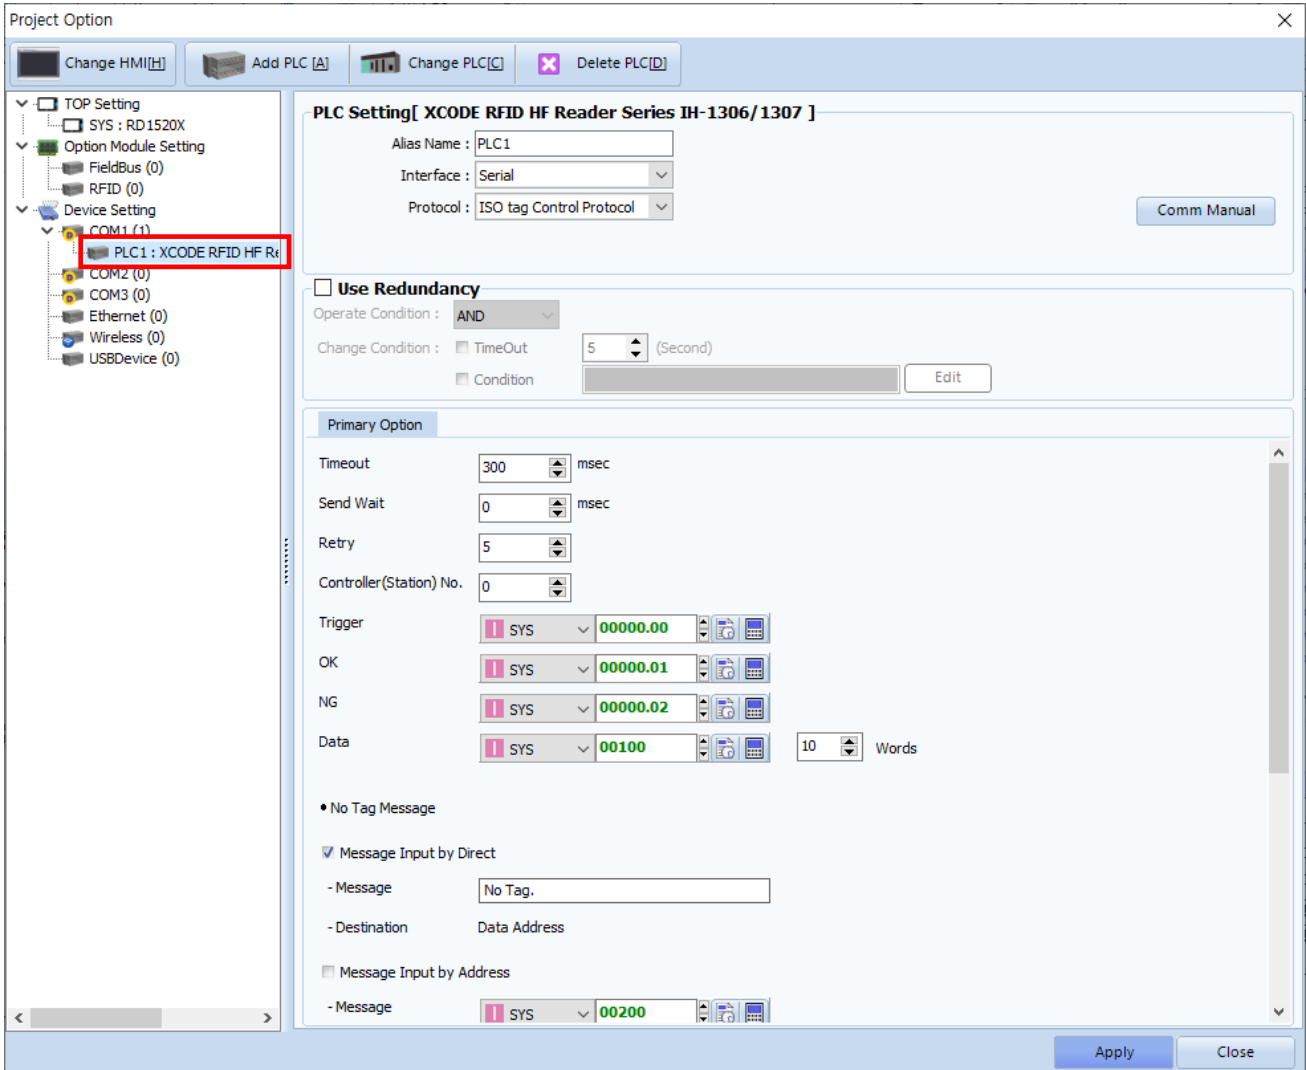 Project Option
Change HMI[H]
Add PLC [A]
Change PLC[C]
Delete PLC[D]
TOP Setting
SYS : RD1520X
Option Module Setting
FieldBus (0)
RFID (0)
Device Setting
COM1 (1)
PLC1 : XCODE RFID HF Re
COM2 (0)
COM3 (0)
Ethernet (0)
Wireless (0)
USBDevice (0)
PLC Setting[ XCODE RFID HF Reader Series IH-1306/1307 ]
Alias Name : PLC1
Interface : Serial
Protocol : ISO tag Control Protocol
Comm Manual
Use Redundancy
Operate Condition : AND
Change Condition : TimeOut 5 (Second)
Condition Edit
Primary Option
Timeout 300 msec
Send Wait 0 msec
Retry 5
Controller(Station) No. 0
Trigger SYS 00000.00
OK SYS 00000.01
NG SYS 00000.02
Data SYS 00100 10 Words
• No Tag Message
Message Input by Direct
- Message No Tag.
- Destination Data Address
Message Input by Address
- Message SYS 00200
Apply
Close